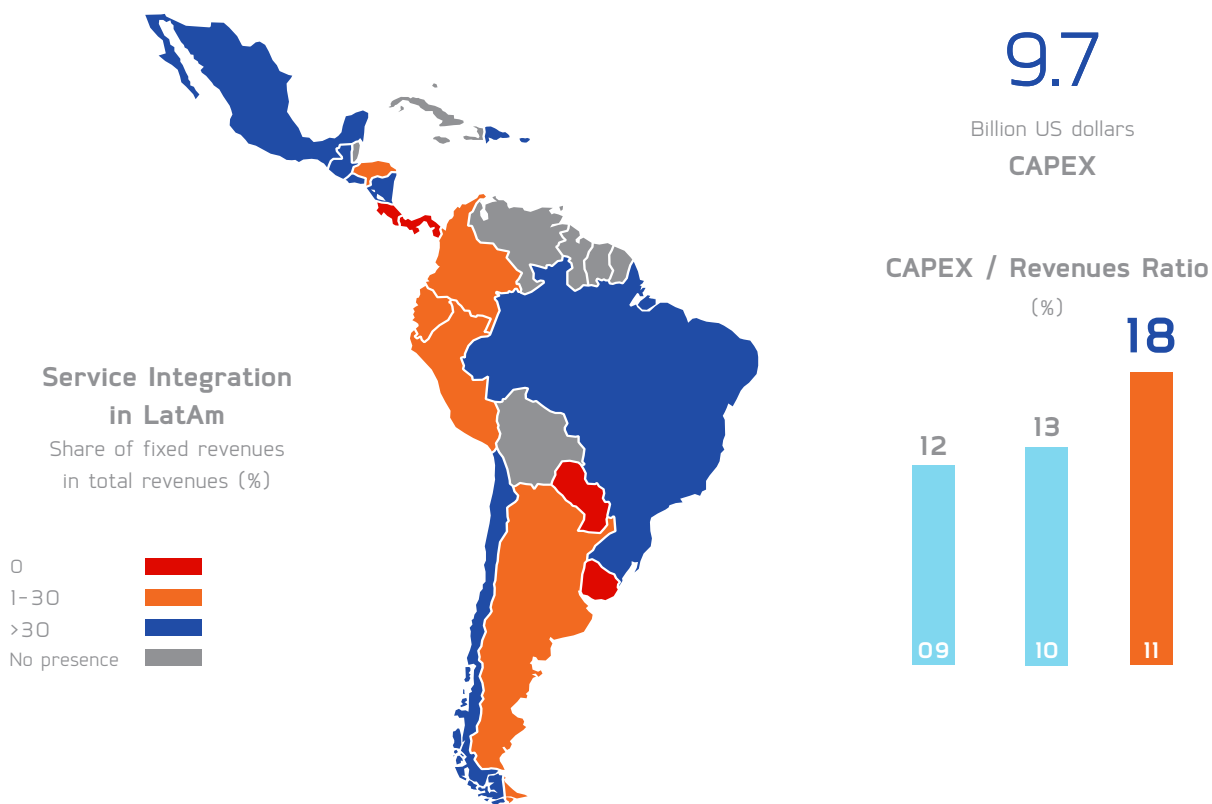 9.7
Billion US dollars
CAPEX
CAPEX / Revenues Ratio
(%)
18
13
12
09
10
11
Service Integration
in LatAm
Share of fixed revenues
in total revenues (%)
0
1-30
>30
No presence